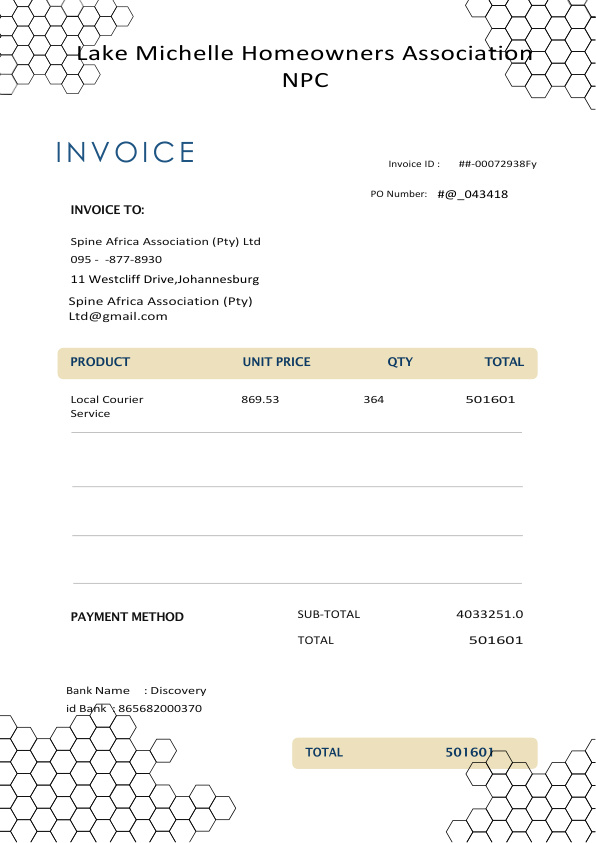 Lake Michelle Homeowners Association
NPC
INVOICE
Invoice ID : ##-00072938Fy
PO Number: #@_043418
INVOICE TO:
Spine Africa Association (Pty) Ltd
095 - -877-8930
11 Westcliff Drive,Johannesburg
Spine Africa Association (Pty)
Ltd@gmail.com
PRODUCT UNIT PRICE QTY TOTAL
Local Courier 869.53 364 501601
Service
SUB-TOTAL 4033251.0
PAYMENT METHOD
TOTAL 501601
Bank Name : Discovery
id Bank : 865682000370
TOTAL 501601